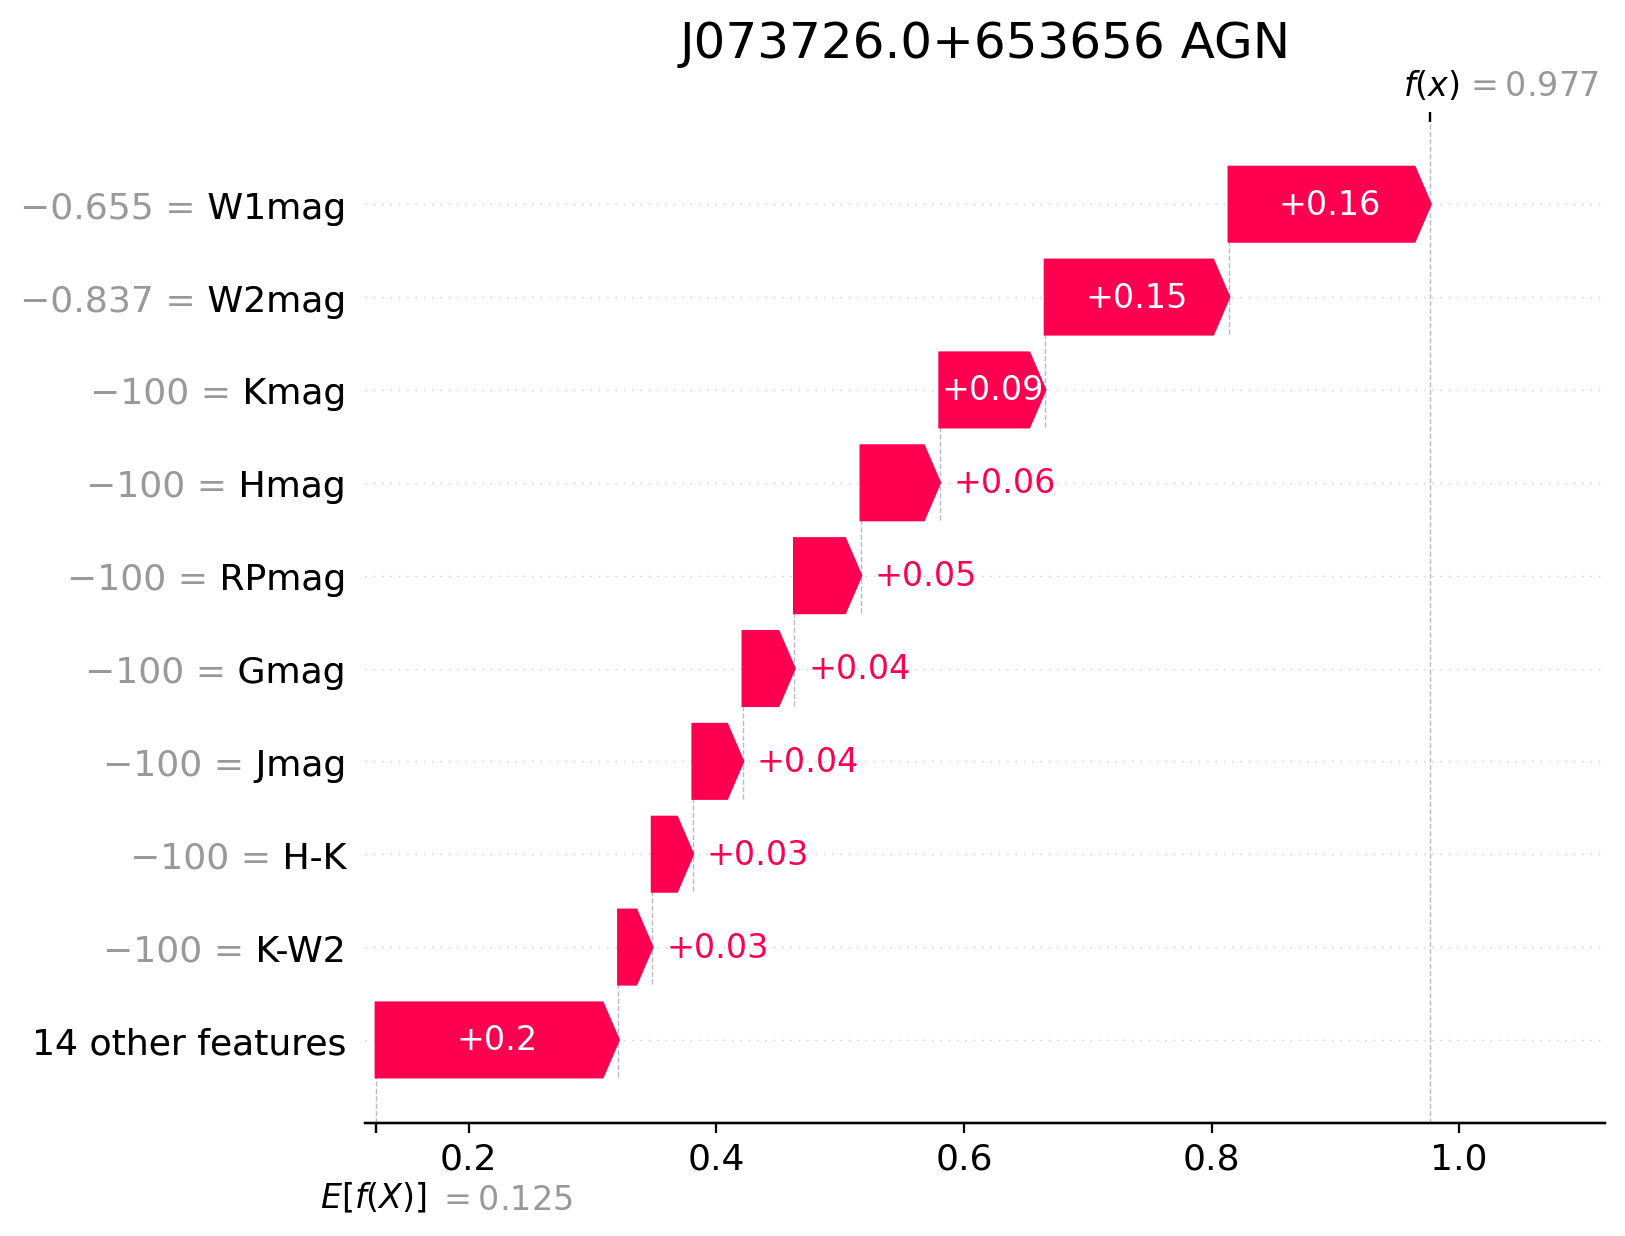 J073726.0+653656 AGN
f(x) = 0.977
−0.655 = W1mag +0.16
−0.837 = W2mag +0.15
−100 = Kmag +0.09
−100 = Hmag +0.06
−100 = RPmag +0.05
−100 = Gmag +0.04
−100 = Jmag +0.04
−100 = H-K +0.03
−100 = K-W2 +0.03
14 other features +0.2
0.2 0.4 0.6 0.8 1.0
E[f(X)] = 0.125